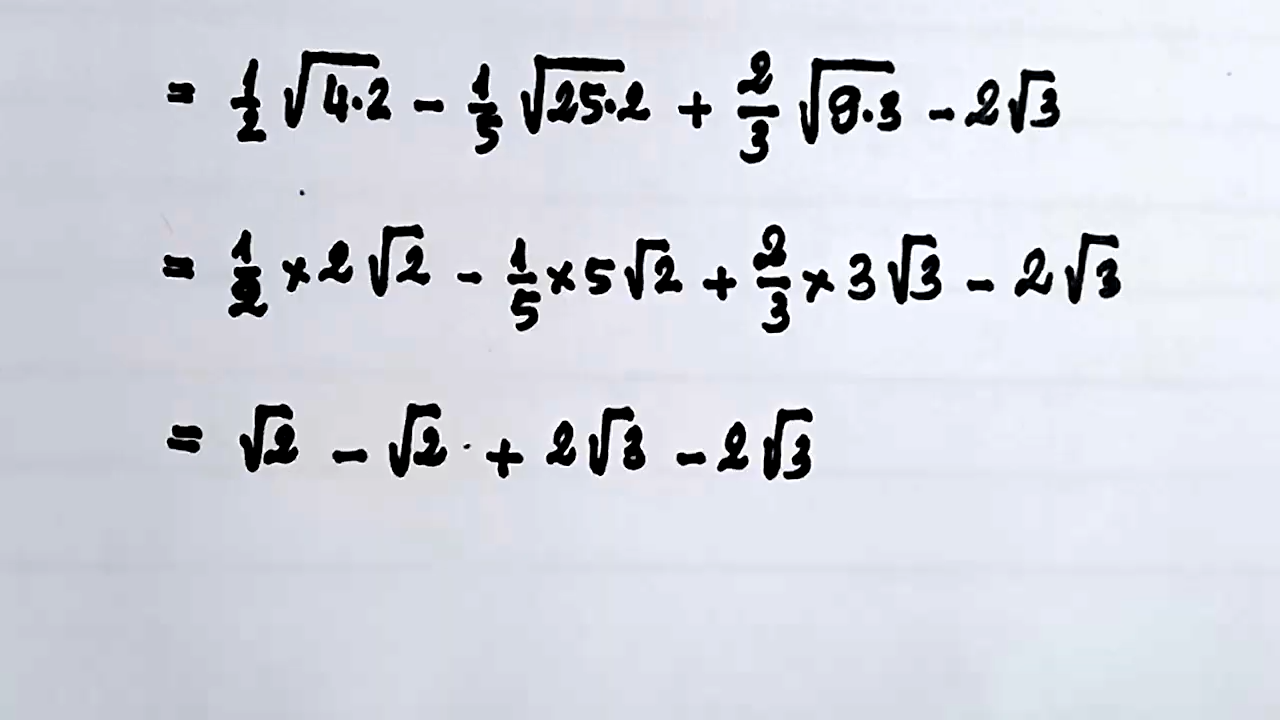 = 1/2 √4·2 − 1/5 √25·2 + 2/3 √9·3 − 2√3
= 1/2 × 2√2 − 1/5 × 5√2 + 2/3 × 3√3 − 2√3
= √2 − √2 + 2√3 − 2√3